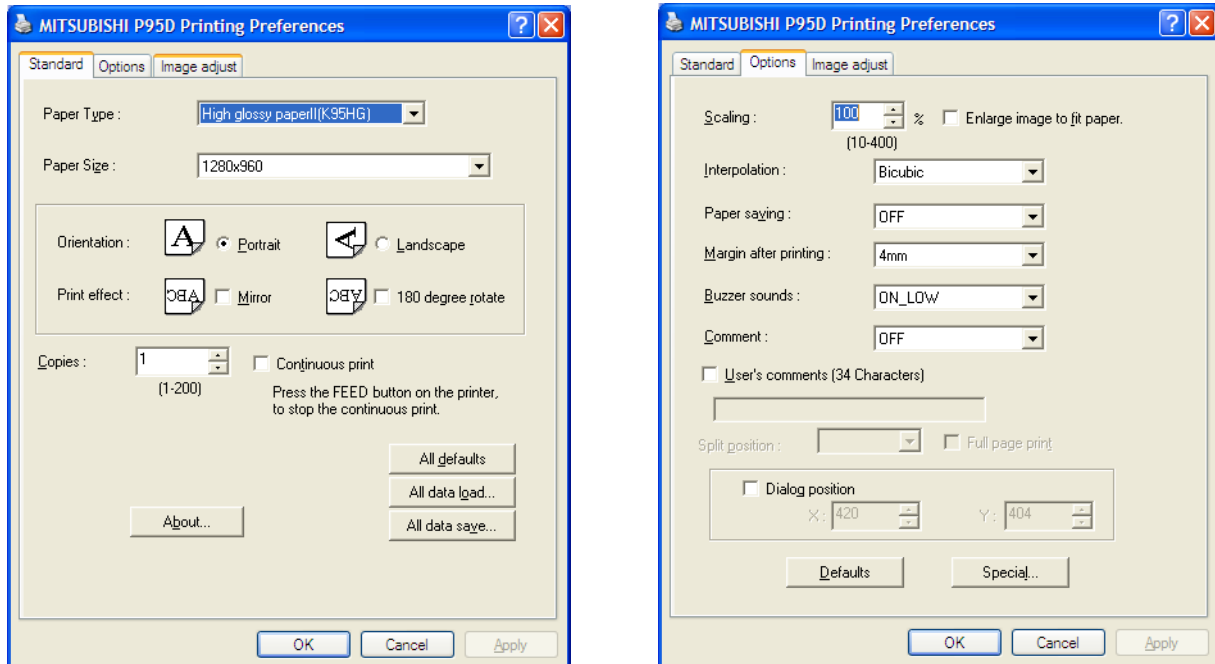 MITSUBISHI P95D Printing Preferences
Standard Options Image adjust
Paper Type : High glossy paperII(K95HG)
Paper Size : 1280x960
Orientation : A Portrait A Landscape
Print effect : ABC Mirror ABC 180 degree rotate
Copies : 1 Continuous print
(1-200) Press the FEED button on the printer,
to stop the continuous print.
All defaults
All data load...
About... All data save...
OK Cancel Apply
MITSUBISHI P95D Printing Preferences
Standard Options Image adjust
Scaling : 100 % Enlarge image to fit paper.
(10-400)
Interpolation : Bicubic
Paper saving : OFF
Margin after printing : 4mm
Buzzer sounds : ON_LOW
Comment : OFF
User's comments (34 Characters)
Split position : Full page print
Dialog position
X : 420 Y : 404
Defaults Special...
OK Cancel Apply